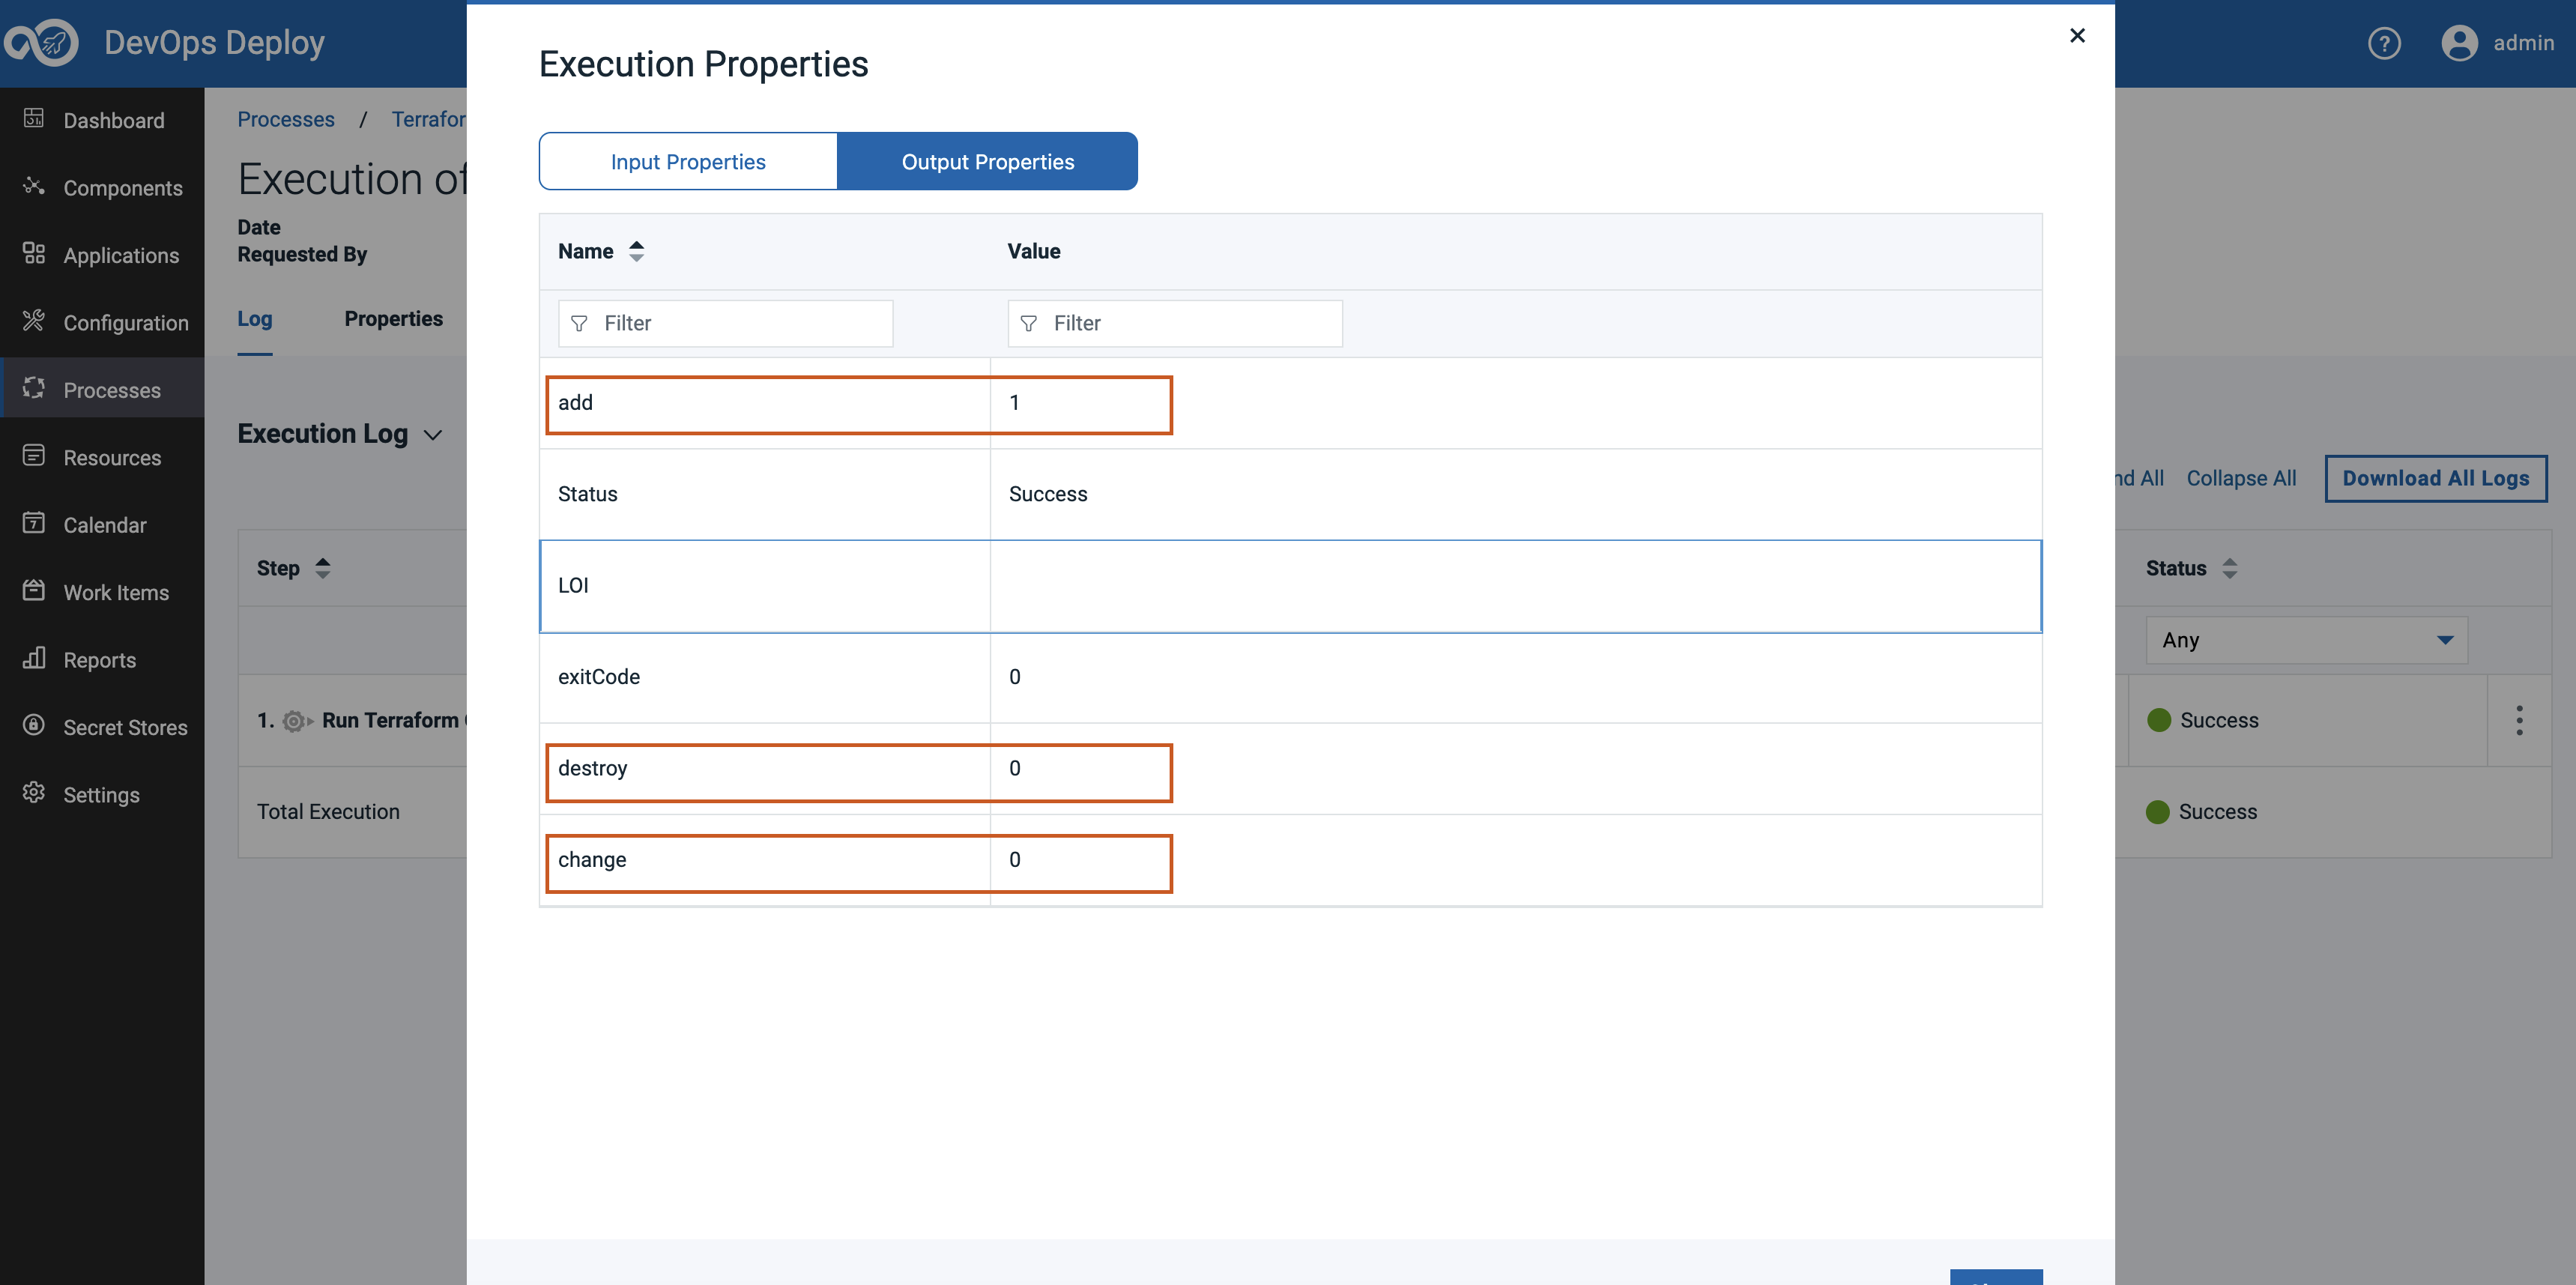 DevOps Deploy
admin
Dashboard
Components
Applications
Configuration
Processes
Resources
Calendar
Work Items
Reports
Secret Stores
Settings
Processes /
Execution of
Date
Requested By
Log Properties
Execution Log
Collapse All Download All Logs
Step
Status
Any
1. Run Terraform
Success
Total Execution
Success
Execution Properties
Input Properties Output Properties
Name Value
Filter Filter
add 1
Status Success
LOI
exitCode 0
destroy 0
change 0